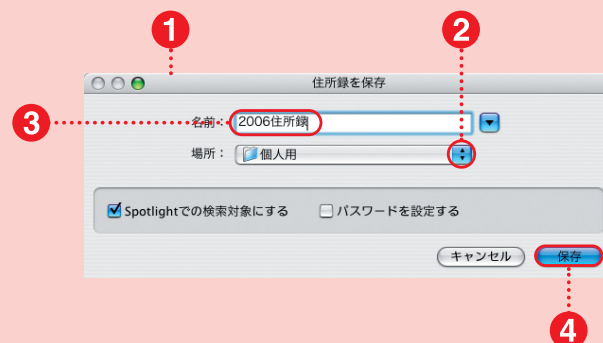 1
2
住所録を保存
3
名前： 2006住所録
場所： 個人用
Spotlightでの検索対象にする パスワードを設定する
キャンセル 保存
4